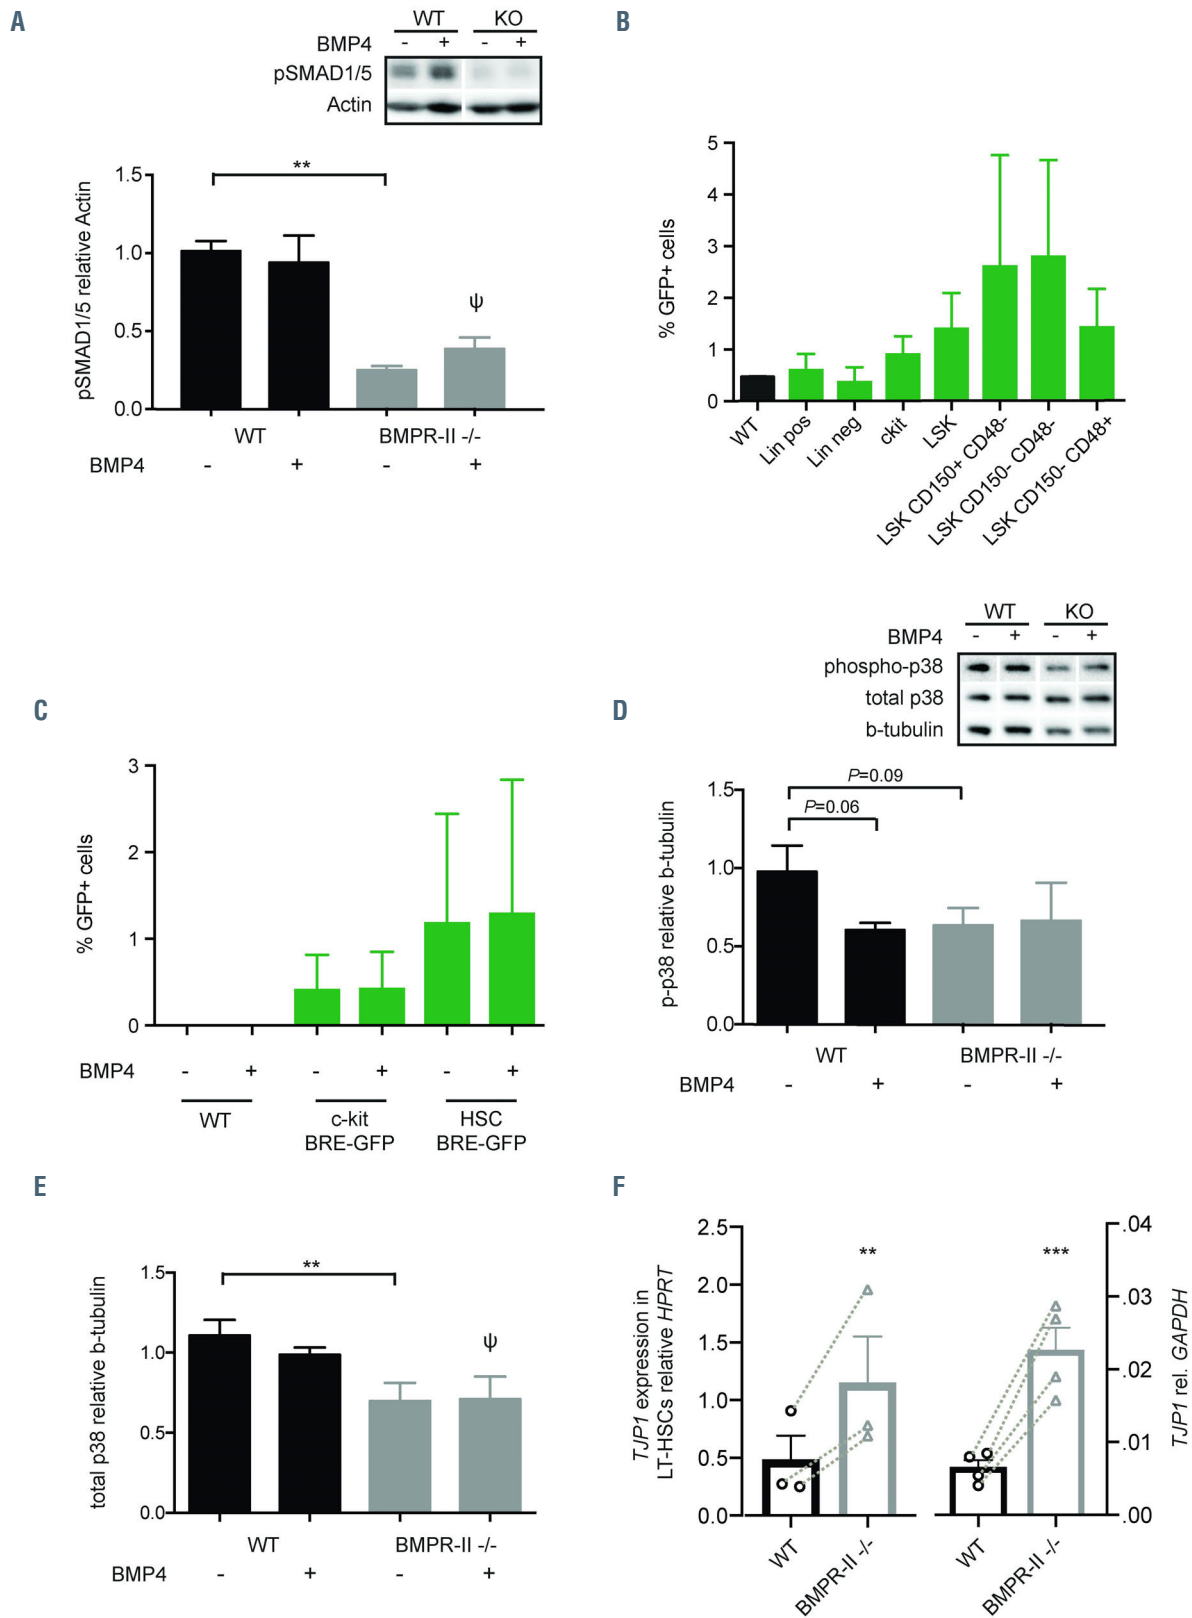 A
WT KO
BMP4 - + - +
pSMAD1/5
Actin
pSMAD1/5 relative Actin
1.5
1.0
0.5
0.0
**
ψ
WT BMPR-II -/-
BMP4 - + - +
B
% GFP+ cells
5
4
3
2
1
0
WT
Lin pos
Lin neg
ckit
LSK
LSK CD150+ CD48-
LSK CD150- CD48-
LSK CD150- CD48+
C
% GFP+ cells
3
2
1
0
BMP4 - + - + - +
WT c-kit HSC
BRE-GFP BRE-GFP
D
WT KO
BMP4 - + - +
phospho-p38
total p38
b-tubulin
p-p38 relative b-tubulin
1.5
1.0
0.5
0.0
P=0.09
P=0.06
WT BMPR-II -/-
BMP4 - + - +
E
total p38 relative b-tubulin
1.5
1.0
0.5
0.0
**
ψ
WT BMPR-II -/-
BMP4 - + - +
F
TJP1 expression in
LT-HSCs relative HPRT
2.5
2.0
1.5
1.0
0.5
0.0
**
WT
BMPR-II -/-
***
WT
BMPR-II -/-
.04
.03
.02
.01
.00
TJP1 rel. GAPDH